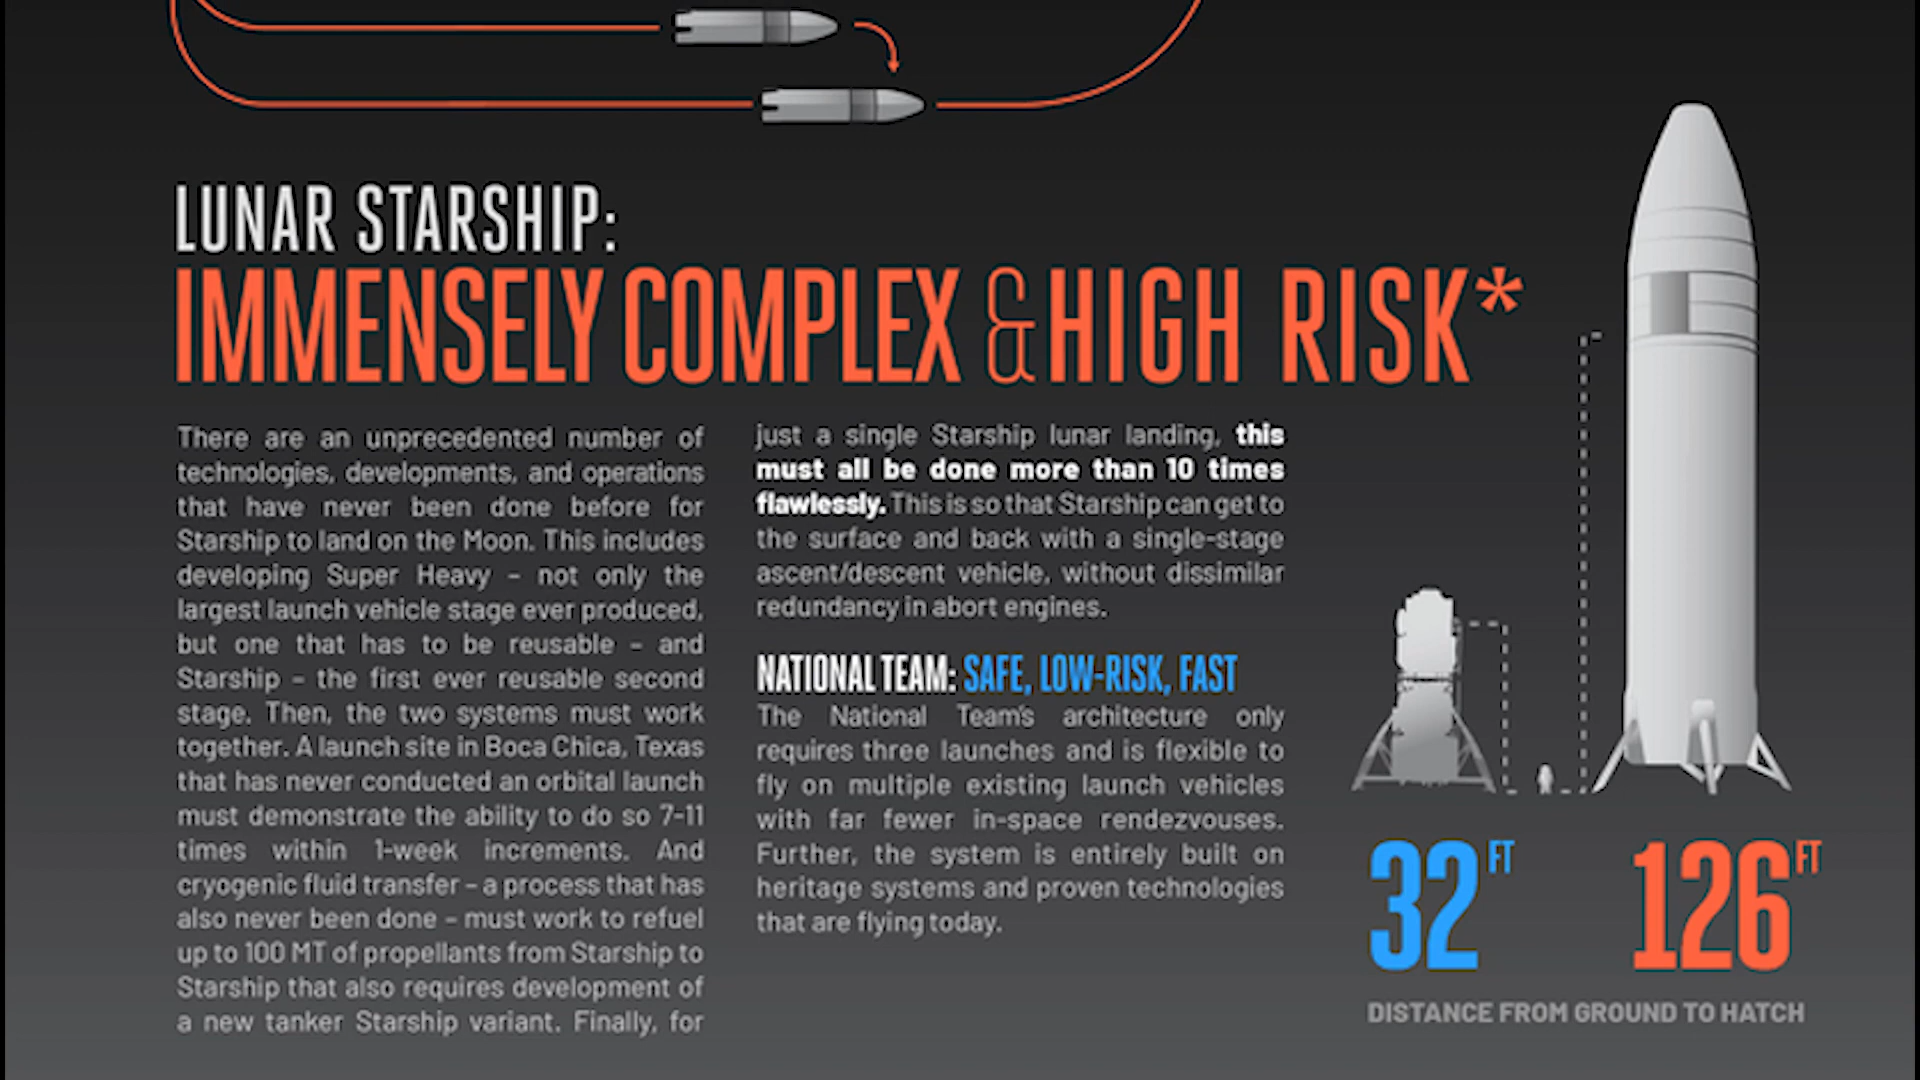 LUNAR STARSHIP:
IMMENSELY COMPLEX & HIGH RISK*
There are an unprecedented number of
technologies, developments, and operations
that have never been done before for
Starship to land on the Moon. This includes
developing Super Heavy – not only the
largest launch vehicle stage ever produced,
but one that has to be reusable – and
Starship – the first ever reusable second
stage. Then, the two systems must work
together. A launch site in Boca Chica, Texas
that has never conducted an orbital launch
must demonstrate the ability to do so 7-11
times within 1-week increments. And
cryogenic fluid transfer – a process that has
also never been done – must work to refuel
up to 100 MT of propellants from Starship to
Starship that also requires development of
a new tanker Starship variant. Finally, for
just a single Starship lunar landing, this
must all be done more than 10 times
flawlessly. This is so that Starship can get to
the surface and back with a single-stage
ascent/descent vehicle, without dissimilar
redundancy in abort engines.
NATIONAL TEAM: SAFE, LOW-RISK, FAST
The National Team's architecture only
requires three launches and is flexible to
fly on multiple existing launch vehicles
with far fewer in-space rendezvouses.
Further, the system is entirely built on
heritage systems and proven technologies
that are flying today.
32 FT
126 FT
DISTANCE FROM GROUND TO HATCH